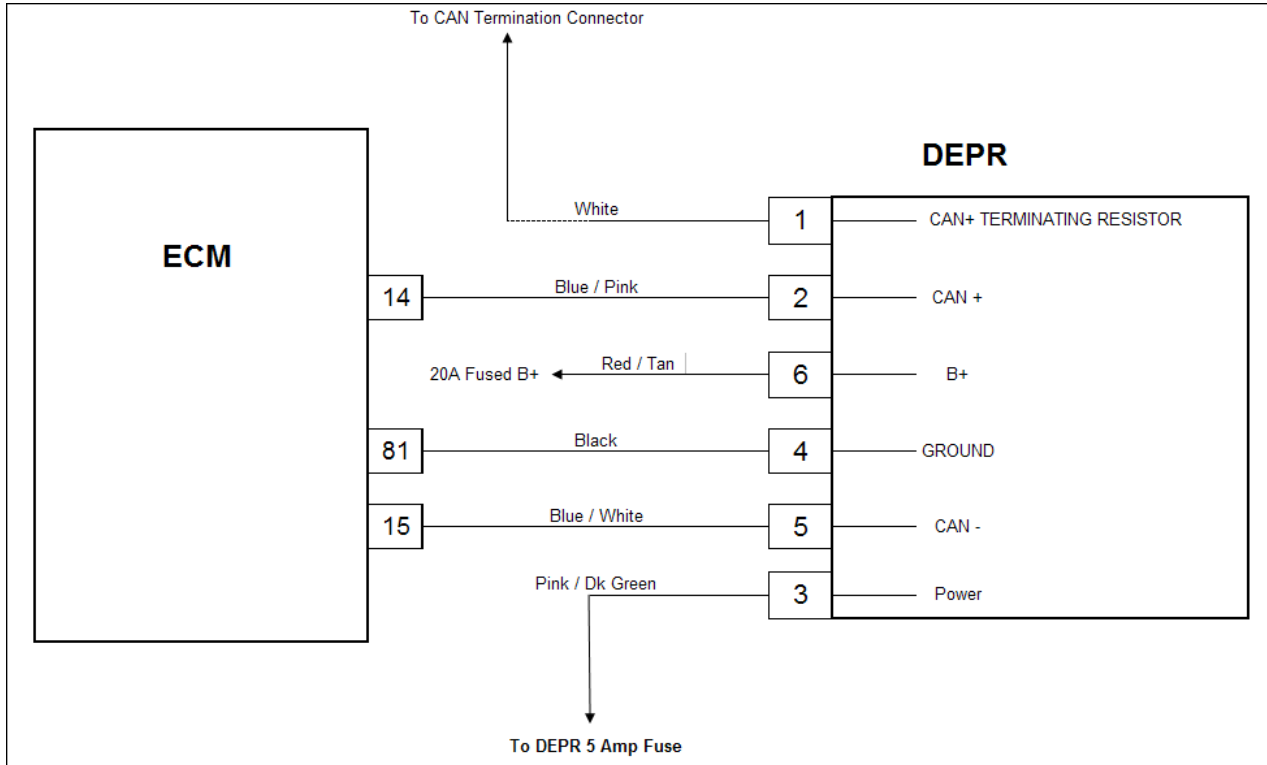 To CAN Termination Connector
DEPR
White
1
CAN+ TERMINATING RESISTOR
ECM
14
Blue / Pink
2
CAN +
20A Fused B+
Red / Tan
6
B+
81
Black
4
GROUND
15
Blue / White
5
CAN -
Pink / Dk Green
3
Power
To DEPR 5 Amp Fuse